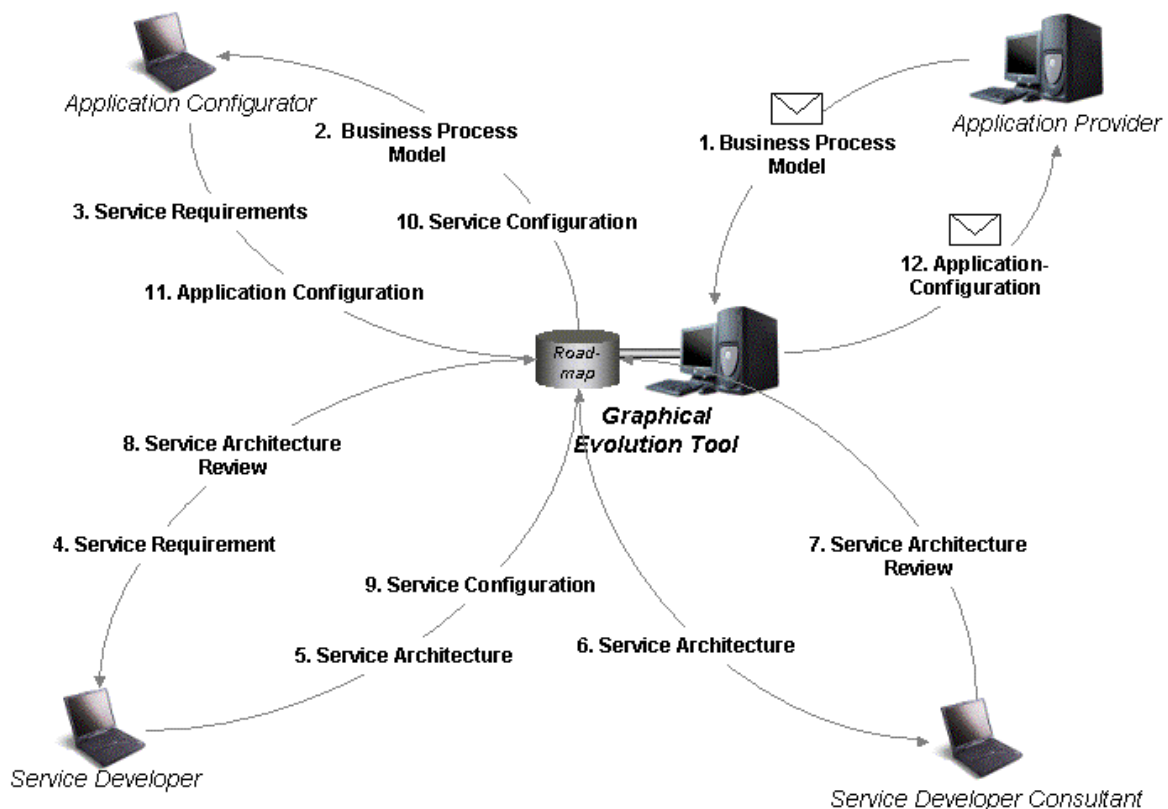 Application Configurator
2. Business Process
Model
1. Business Process
Model
Application Provider
3. Service Requirements
10. Service Configuration
11. Application Configuration
12. Application-
Configuration
Road-
map
Graphical
Evolution Tool
8. Service Architecture
Review
4. Service Requirement
7. Service Architecture
Review
9. Service Configuration
5. Service Architecture
6. Service Architecture
Service Developer
Service Developer Consultant